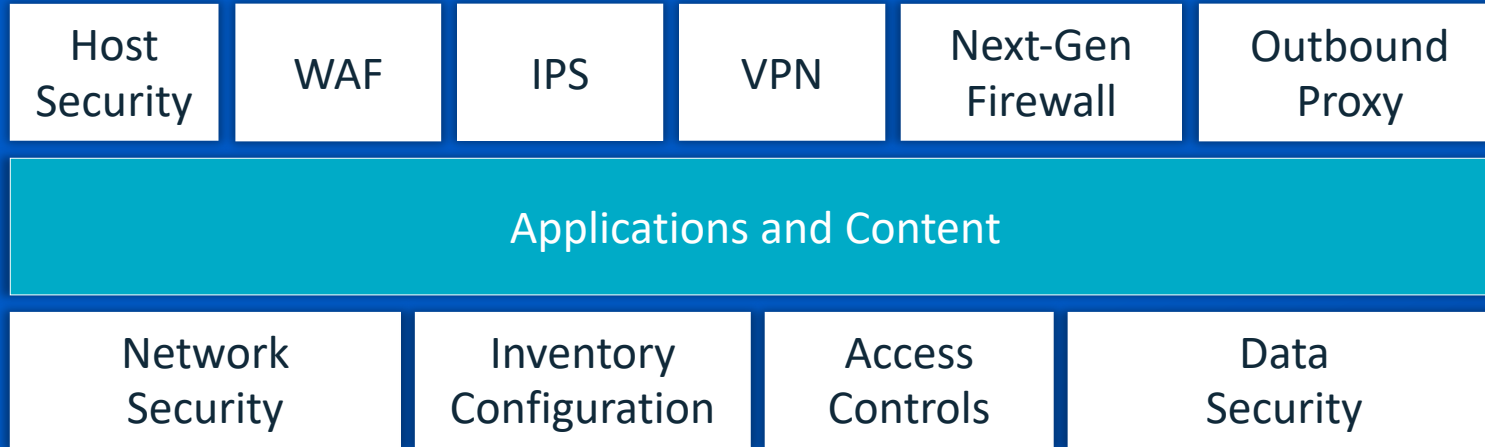 Host
Security
WAF
IPS
VPN
Next-Gen
Firewall
Outbound
Proxy
Applications and Content
Network
Security
Inventory
Configuration
Access
Controls
Data
Security